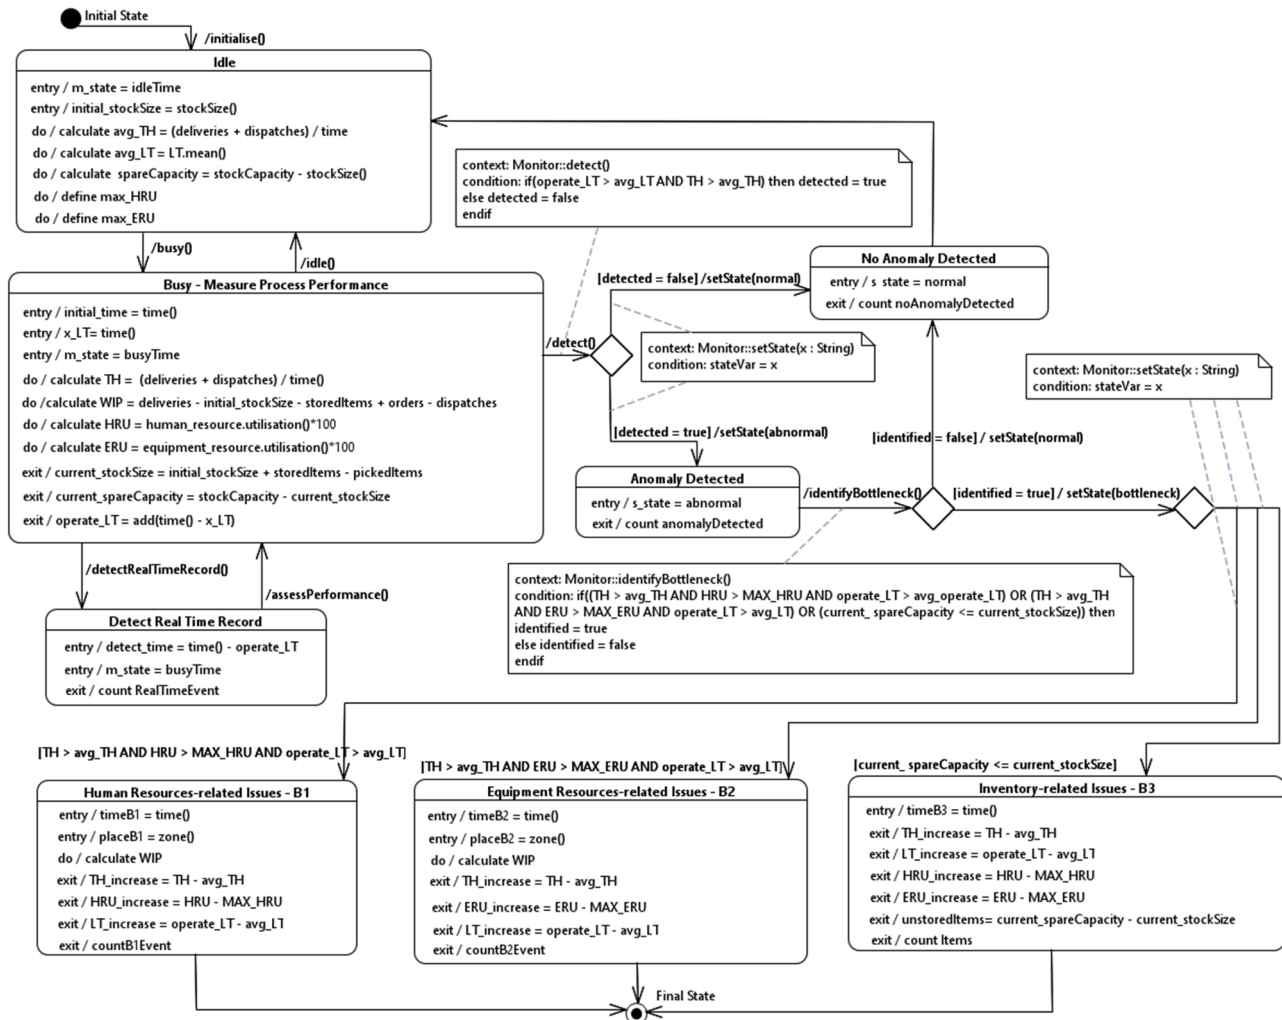 Initial State
/initialise()
Idle
entry / m_state = idleTime
entry / initial_stockSize = stockSize()
do / calculate avg_TH = (deliveries + dispatches) / time
do / calculate avg_LT = LT.mean()
do / calculate spareCapacity = stockCapacity - stockSize()
do / define max_HRU
do / define max_ERU
/busy()
/idle()
Busy - Measure Process Performance
entry / initial_time = time()
entry / x_LT= time()
entry / m_state = busyTime
do / calculate TH = (deliveries + dispatches) / time()
do /calculate WIP = deliveries - initial_stockSize - storedItems + orders - dispatches
do / calculate HRU = human_resource.utilisation()*100
do / calculate ERU = equipment_resource.utilisation()*100
exit / current_stockSize = initial_stockSize + storedItems - pickedItems
exit / current_spareCapacity = stockCapacity - current_stockSize
exit / operate_LT = add(time() - x_LT)
/detectRealTimeRecord()
/assessPerformance()
Detect Real Time Record
entry / detect_time = time() - operate_LT
entry / m_state = busyTime
exit / count RealTimeEvent
context: Monitor::detect()
condition: if(operate_LT > avg_LT AND TH > avg_TH) then detected = true
else detected = false
endif
/detect()
[detected = false] /setState(normal)
No Anomaly Detected
entry / s state = normal
exit / count noAnomalyDetected
context: Monitor::setState(x : String)
condition: stateVar = x
[detected = true] /setState(abnormal)
Anomaly Detected
entry / s_state = abnormal
exit / count anomalyDetected
/identifyBottleneck()
[identified = false] / setState(normal)
[identified = true] / setState(bottleneck)
context: Monitor::setState(x : String)
condition: stateVar = x
context: Monitor::identifyBottleneck()
condition: if((TH > avg_TH AND HRU > MAX_HRU AND operate_LT > avg_operate_LT) OR (TH > avg_TH
AND ERU > MAX_ERU AND operate_LT > avg_LT) OR (current_ spareCapacity <= current_stockSize)) then
identified = true
else identified = false
endif
[TH > avg_TH AND HRU > MAX_HRU AND operate_LT > avg_LT]
Human Resources-related Issues - B1
entry / timeB1 = time()
entry / placeB1 = zone()
do / calculate WIP
exit / TH_increase = TH - avg_TH
exit / HRU_increase = HRU - MAX_HRU
exit / LT_increase = operate_LT - avg_LT
exit / countB1Event
[TH > avg_TH AND ERU > MAX_ERU AND operate_LT > avg_LT]
Equipment Resources-related Issues - B2
entry / timeB2 = time()
entry / placeB2 = zone()
do / calculate WIP
exit / TH_increase = TH - avg_TH
exit / ERU_increase = ERU - MAX_ERU
exit / LT_increase = operate_LT - avg_LT
exit / countB2Event
[current_ spareCapacity <= current_stockSize]
Inventory-related Issues - B3
entry / timeB3 = time()
exit / TH_increase = TH - avg_TH
exit / LT_increase = operate_LT - avg_LT
exit / HRU_increase = HRU - MAX_HRU
exit / ERU_increase = ERU - MAX_ERU
exit / unstoredItems= current_spareCapacity - current_stockSize
exit / count Items
Final State